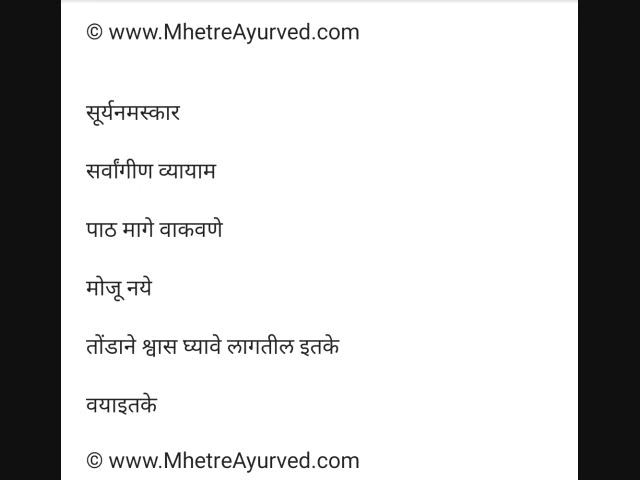 © www.MhetreAyurved.com
सूर्यनमस्कार
सर्वांगीण व्यायाम
पाठ मागे वाकवणे
मोजू नये
तोंडाने श्वास घ्यावे लागतील इतके
वयाइतके
© www.MhetreAyurved.com